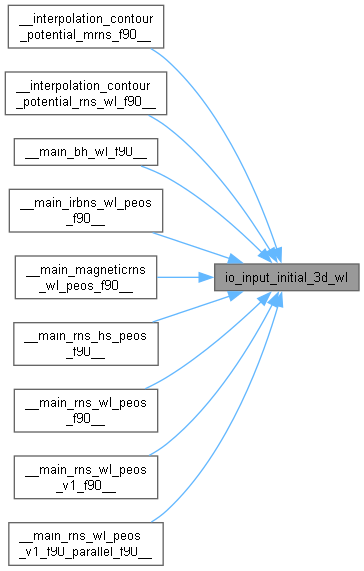 __interpolation_contour
_potential_mrns_f90__
__interpolation_contour
_potential_rns_wl_f90__
__main_bh_wl_f90__
__main_irbns_wl_peos
_f90__
__main_magneticrns
_wl_peos_f90__
__main_rns_hs_peos
_f90__
__main_rns_wl_peos
_f90__
__main_rns_wl_peos
_v1_f90__
__main_rns_wl_peos
_v1_f90_parallel_f90__
io_input_initial_3d_wl